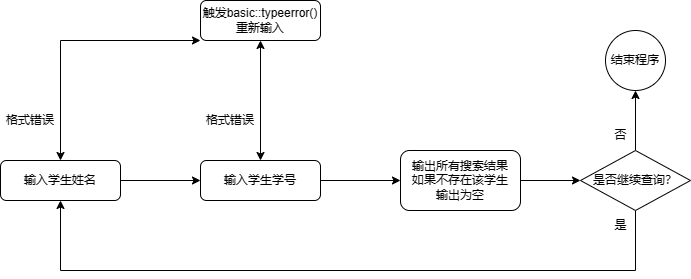 触发basic::typeerror()
重新输入
结束程序
格式错误
格式错误
否
输入学生姓名
输入学生学号
输出所有搜索结果
如果不存在该学生
输出为空
是否继续查询?
是